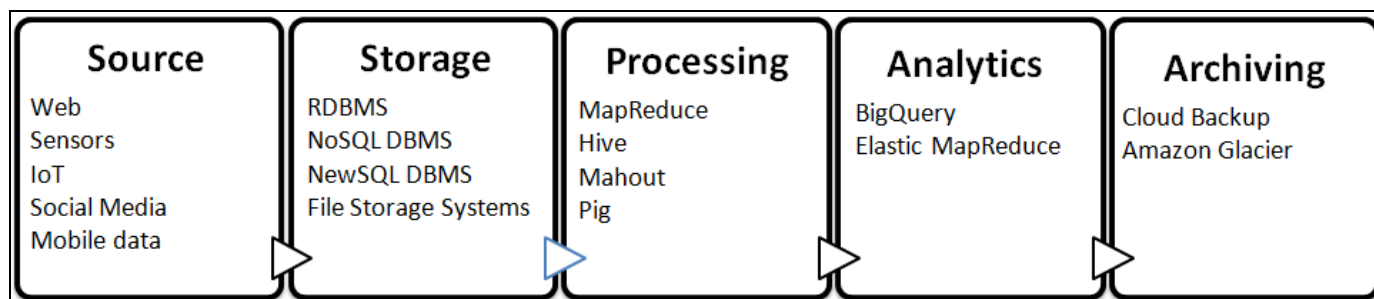 Source
Web
Sensors
IoT
Social Media
Mobile data
Storage
RDBMS
NoSQL DBMS
NewSQL DBMS
File Storage Systems
Processing
MapReduce
Hive
Mahout
Pig
Analytics
BigQuery
Elastic MapReduce
Archiving
Cloud Backup
Amazon Glacier